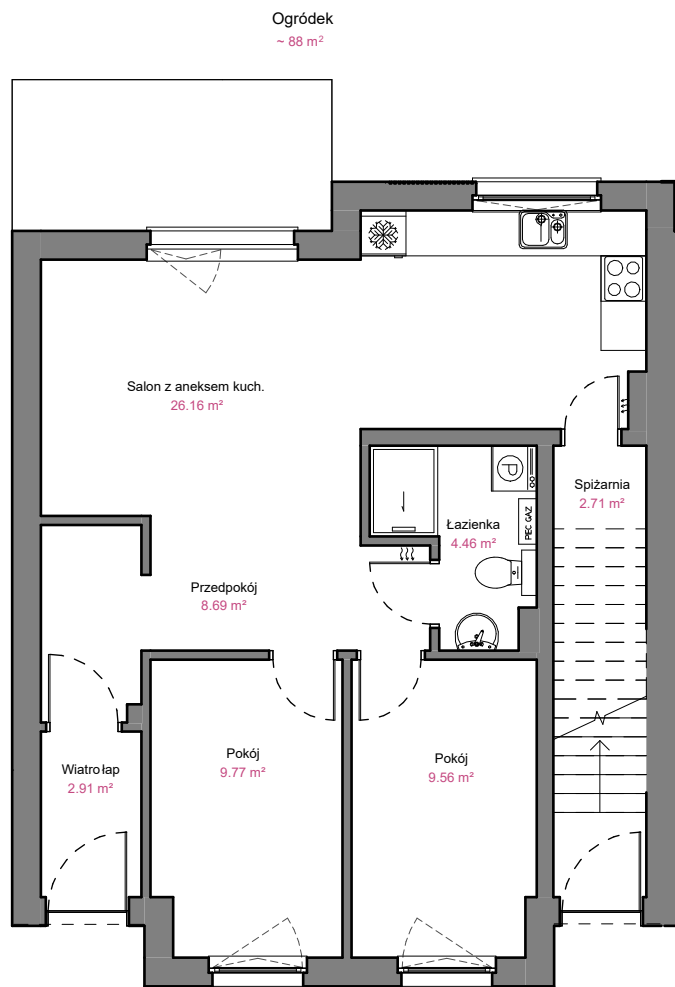 Ogródek
~ 88 m²
Salon z aneksem kuch.
26.16 m²
Spiżarnia
2.71 m²
P
Łazienka
4.46 m²
PIEC GAZ
Przedpokój
8.69 m²
Pokój
9.77 m²
Pokój
9.56 m²
Wiatrołap
2.91 m²